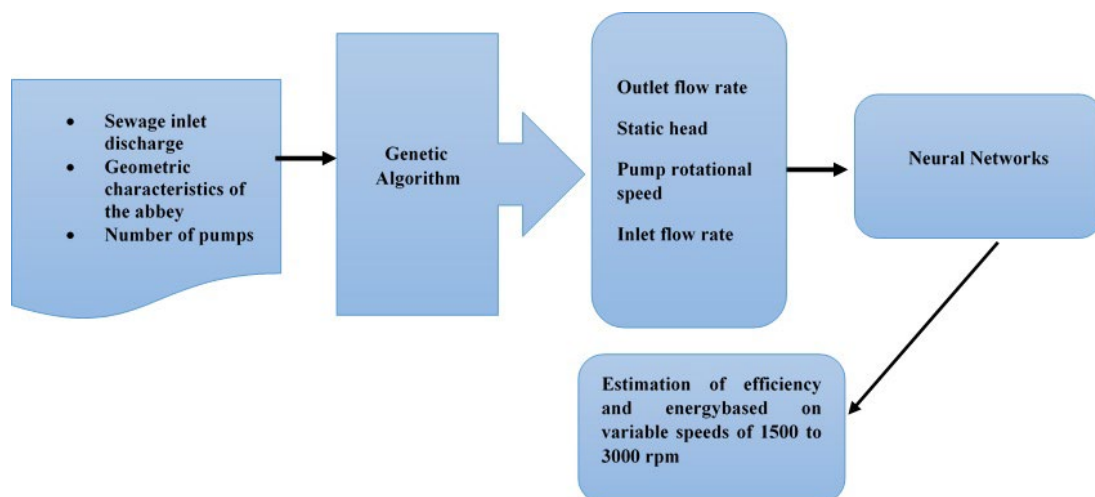 • Sewage inlet
discharge
• Geometric
characteristics of
the abbey
• Number of pumps
Genetic
Algorithm
Outlet flow rate
Static head
Pump rotational
speed
Inlet flow rate
Neural Networks
Estimation of efficiency
and energybased on
variable speeds of 1500 to
3000 rpm